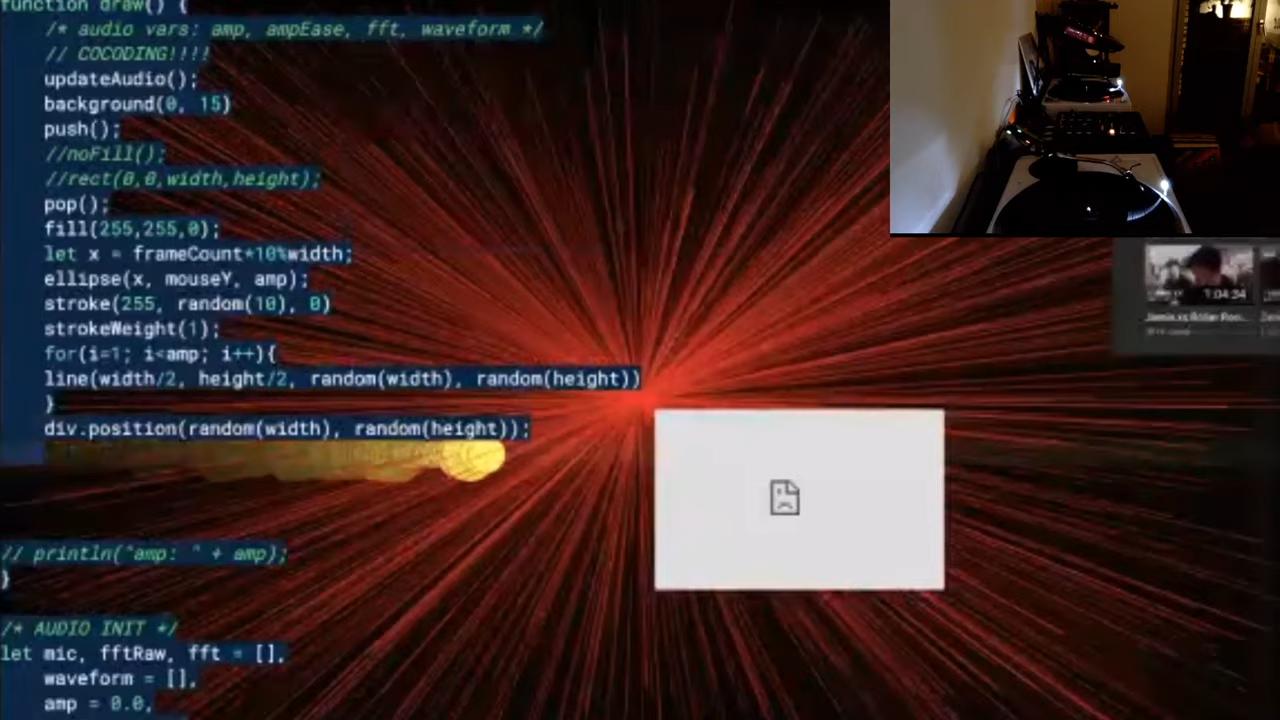 function draw() {
/* audio vars: amp, ampEase, fft, waveform */
// COCODING!!!!
updateAudio();
background(0, 15)
push();
//noFill();
//rect(0,0,width,height);
pop();
fill(255,255,0);
let x = frameCount*10%width;
ellipse(x, mouseY, amp);
stroke(255, random(10), 0)
strokeWeight(1);
for(i=1; i<amp; i++){
line(width/2, height/2, random(width), random(height))
}
div.position(random(width), random(height));
// println("amp: " + amp);
}
/* AUDIO INIT */
let mic, fftRaw, fft = [],
waveform = [],
amp = 0.0,
1:04:34